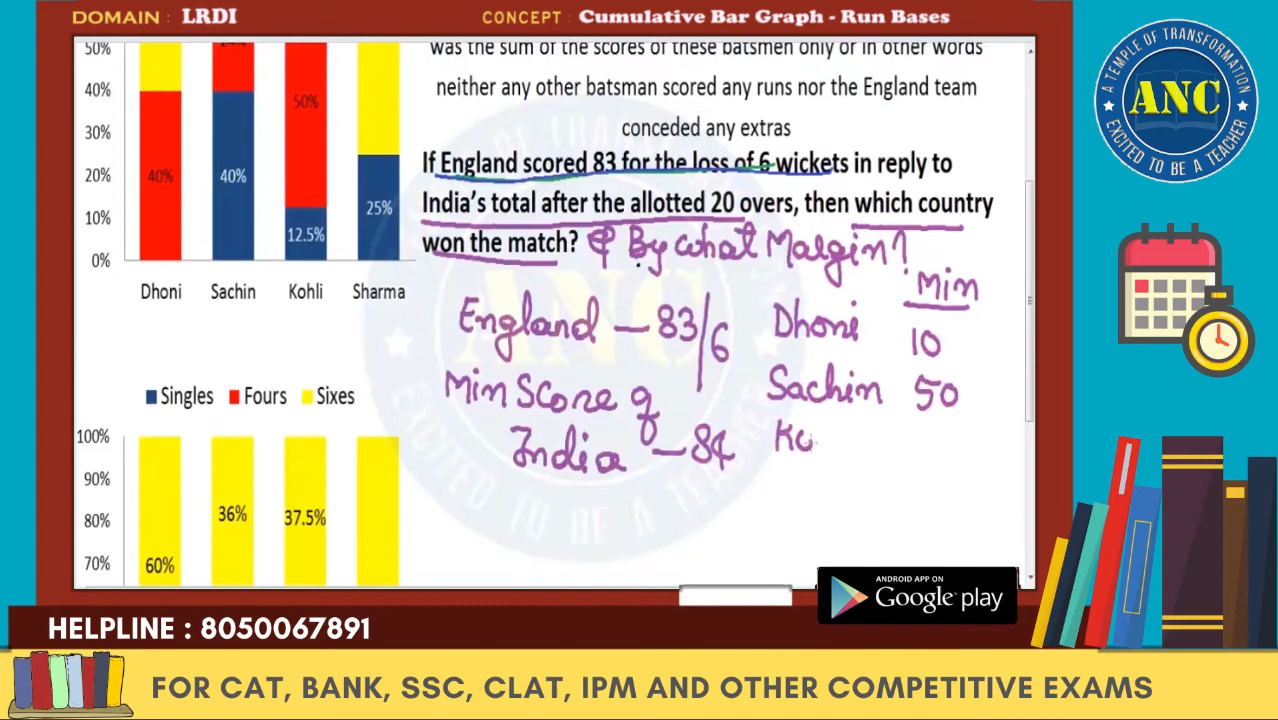 DOMAIN : LRDI
CONCEPT : Cumulative Bar Graph - Run Bases
A TEMPLE OF TRANSFORMATION
ANC
EXCITED TO BE A TEACHER
50%
40%
30%
20%
10%
0%
40%
24%
40%
50%
12.5%
25%
Dhoni Sachin Kohli Sharma
Singles Fours Sixes
100%
90%
80%
70%
60%
36%
37.5%
was the sum of the scores of these batsmen only or in other words
neither any other batsman scored any runs nor the England team
conceded any extras
If England scored 83 for the loss of 6 wickets in reply to
India's total after the allotted 20 overs, then which country
won the match? & By what Margin?
England – 83/6
Min Score of
India – 84
Min
Dhoni 10
Sachin 50
Ko
ANDROID APP ON
Google play
HELPLINE : 8050067891
FOR CAT, BANK, SSC, CLAT, IPM AND OTHER COMPETITIVE EXAMS